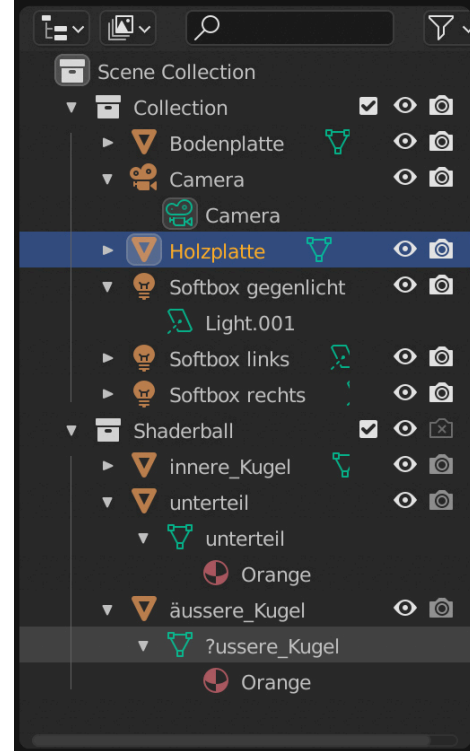 Scene Collection
Collection
Bodenplatte
Camera
Camera
Holzplatte
Softbox gegenlicht
Light.001
Softbox links
Softbox rechts
Shaderball
innere_Kugel
unterteil
unterteil
Orange
äussere_Kugel
?ussere_Kugel
Orange